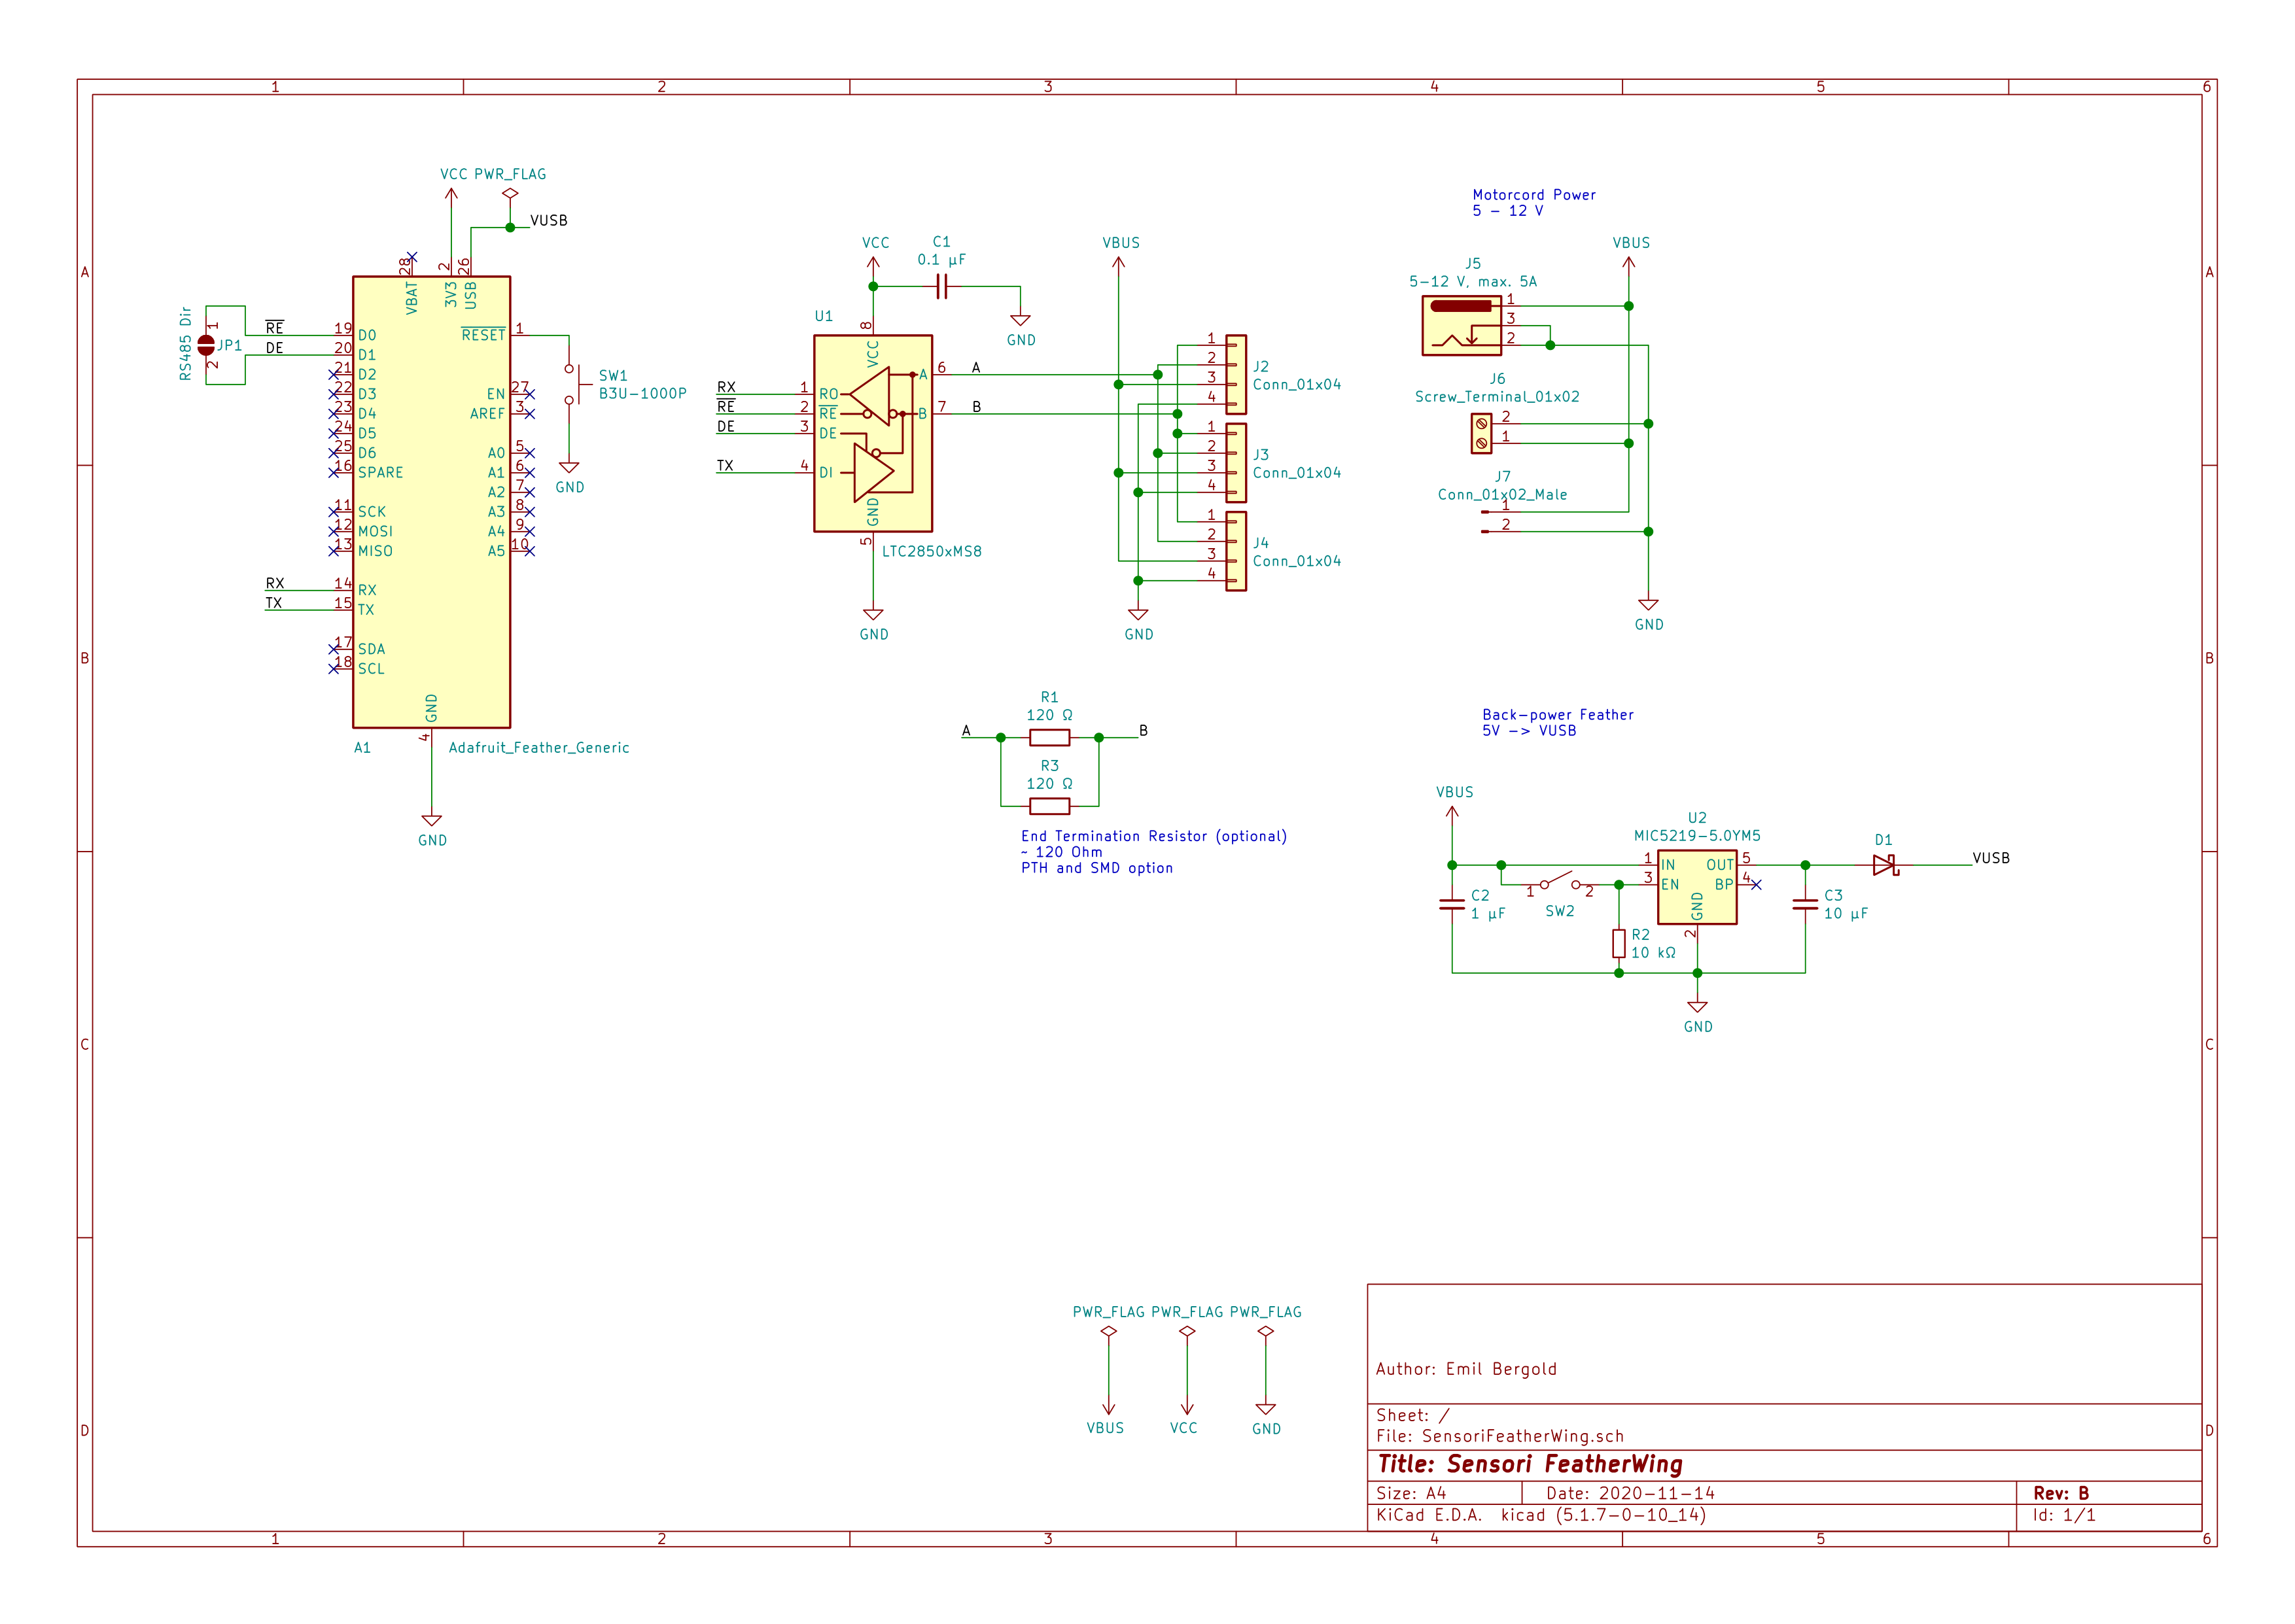 1 2 3 4 5 6
A
B
C
D
A
B
C
D
1 2 3 4 5 6
VCC PWR_FLAG
VUSB
28 2 26
VBAT 3V3 USB
RS485 Dir
1
JP1
2
RE 19 D0
DE 20 D1
21 D2
22 D3
23 D4
24 D5
25 D6
16 SPARE
11 SCK
12 MOSI
13 MISO
RX 14 RX
TX 15 TX
17 SDA
18 SCL
RESET 1
EN 27
AREF 3
A0 5
A1 6
A2 7
A3 8
A4 9
A5 10
GND
4
A1 Adafruit_Feather_Generic
GND
SW1
B3U-1000P
GND
VCC
C1
0.1 µF
GND
U1
8
VCC
RX 1 RO
RE 2 RE
DE 3 DE
TX 4 DI
A 6 A
B 7 B
GND
5
LTC2850xMS8
GND
VBUS
1
2
3
4
J2
Conn_01x04
1
2
3
4
J3
Conn_01x04
1
2
3
4
J4
Conn_01x04
GND
A
R1
120 Ω
B
R3
120 Ω
End Termination Resistor (optional)
~ 120 Ohm
PTH and SMD option
Motorcord Power
5 - 12 V
VBUS
J5
5-12 V, max. 5A
1
3
2
J6
Screw_Terminal_01x02
2
1
J7
Conn_01x02_Male
1
2
GND
Back-power Feather
5V -> VUSB
VBUS
C2
1 µF
1 2
SW2
R2
10 kΩ
U2
MIC5219-5.0YM5
1 IN OUT 5
3 EN BP 4
GND
2
GND
C3
10 µF
D1
VUSB
PWR_FLAG PWR_FLAG PWR_FLAG
VBUS VCC GND
Author: Emil Bergold
Sheet: /
File: SensoriFeatherWing.sch
Title: Sensori FeatherWing
Size: A4 Date: 2020-11-14 Rev: B
KiCad E.D.A. kicad (5.1.7-0-10_14) Id: 1/1